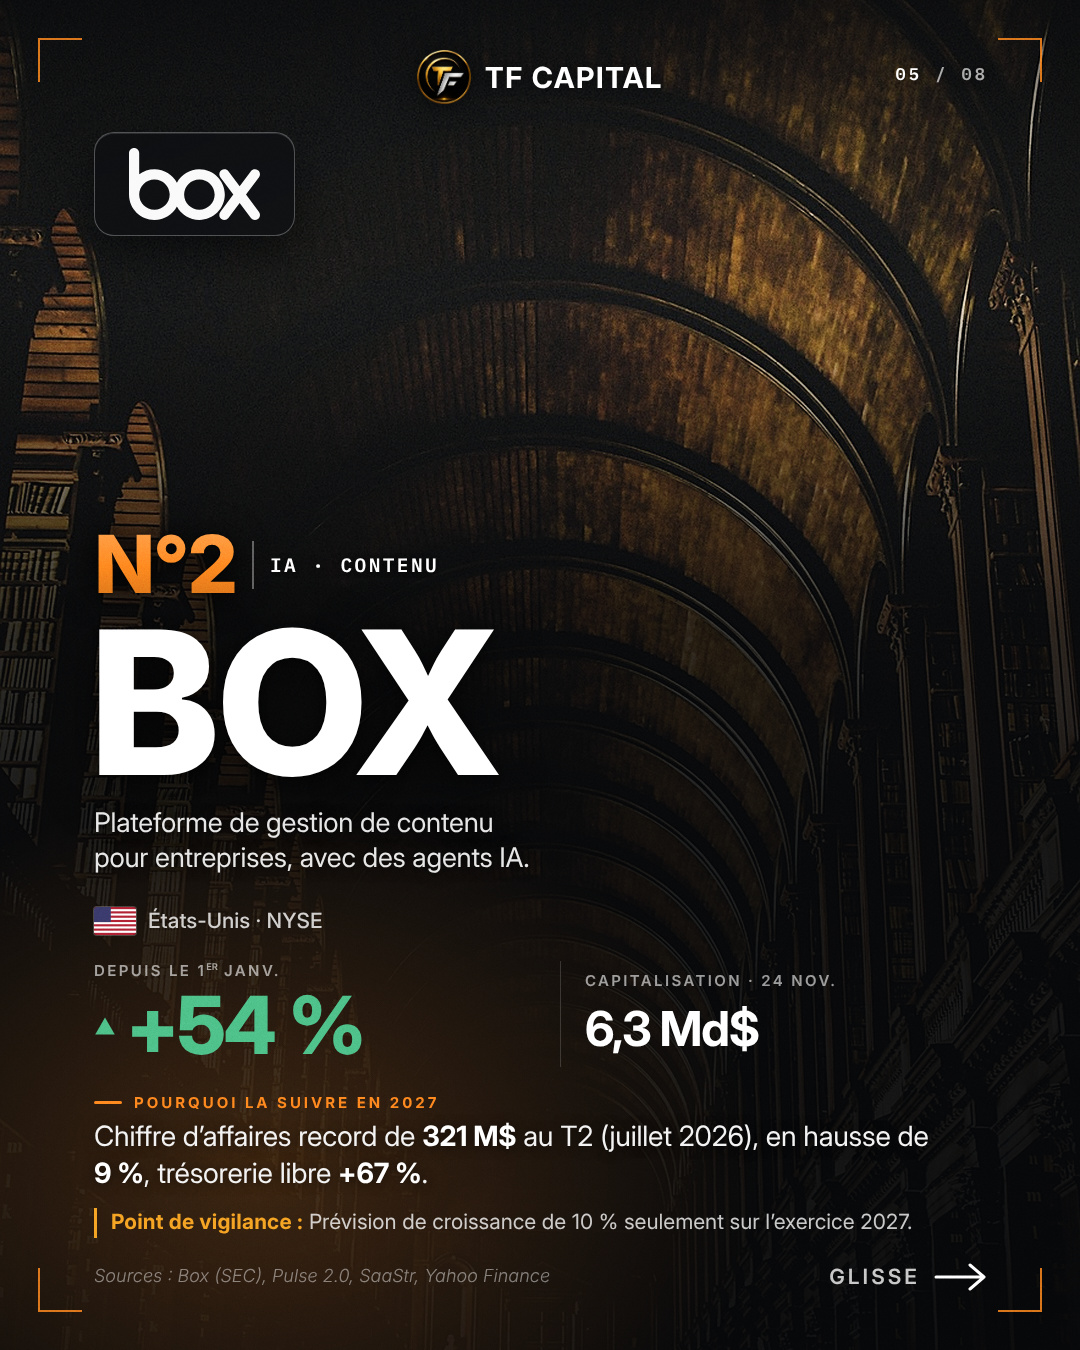 TF CAPITAL
05 / 08
box
N°2
IA · CONTENU
BOX
Plateforme de gestion de contenu
pour entreprises, avec des agents IA.
États-Unis · NYSE
DEPUIS LE 1ER JANV.
▲ +54 %
CAPITALISATION · 24 NOV.
6,3 Md$
POURQUOI LA SUIVRE EN 2027
Chiffre d’affaires record de 321 M$ au T2 (juillet 2026), en hausse de
9 %, trésorerie libre +67 %.
Point de vigilance : Prévision de croissance de 10 % seulement sur l’exercice 2027.
Sources : Box (SEC), Pulse 2.0, SaaStr, Yahoo Finance
GLISSE →